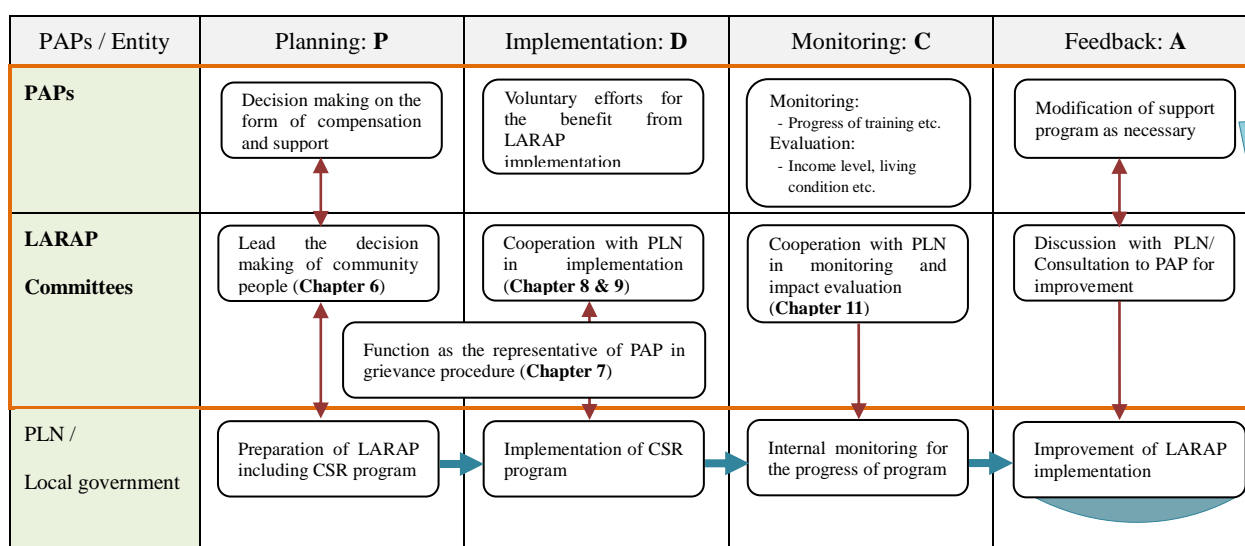 PAPs / Entity
Planning: P
Implementation: D
Monitoring: C
Feedback: A
PAPs
Decision making on the
form of compensation
and support
Voluntary efforts for
the benefit from
LARAP
implementation
Monitoring:
- Progress of training etc.
Evaluation:
- Income level, living
condition etc.
Modification of support
program as necessary
LARAP
Committees
Lead the decision
making of community
people (Chapter 6)
Cooperation with PLN
in implementation
(Chapter 8 & 9)
Cooperation with PLN
in monitoring and
impact evaluation
(Chapter 11)
Discussion with PLN/
Consultation to PAP for
improvement
Function as the representative of PAP in
grievance procedure (Chapter 7)
PLN /
Local government
Preparation of LARAP
including CSR program
Implementation of CSR
program
Internal monitoring for
the progress of program
Improvement of LARAP
implementation